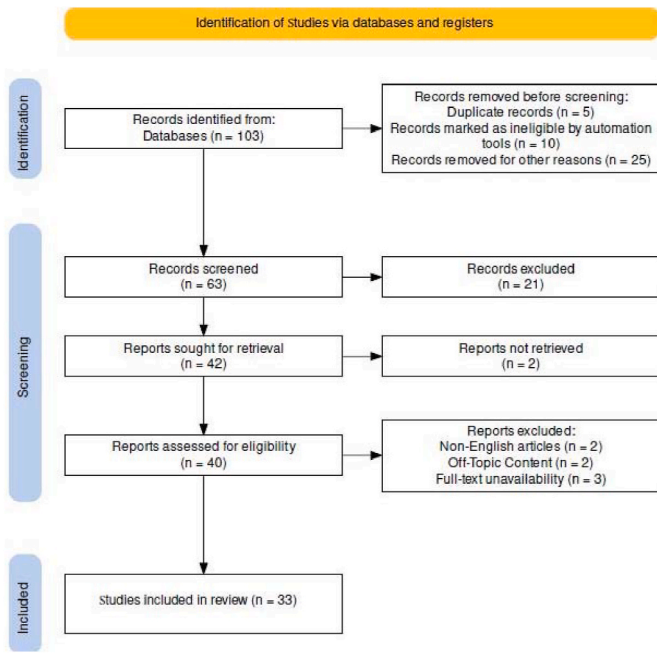 Identification of Studies via databases and registers
Identification
Records identified from:
Databases (n = 103)
Records removed before screening:
Duplicate records (n = 5)
Records marked as ineligible by automation
tools (n = 10)
Records removed for other reasons (n = 25)
Screening
Records screened
(n = 63)
Records excluded
(n = 21)
Reports sought for retrieval
(n = 42)
Reports not retrieved
(n = 2)
Reports assessed for eligibility
(n = 40)
Reports excluded:
Non-English articles (n = 2)
Off-Topic Content (n = 2)
Full-text unavailability (n = 3)
Included
Studies included in review (n = 33)